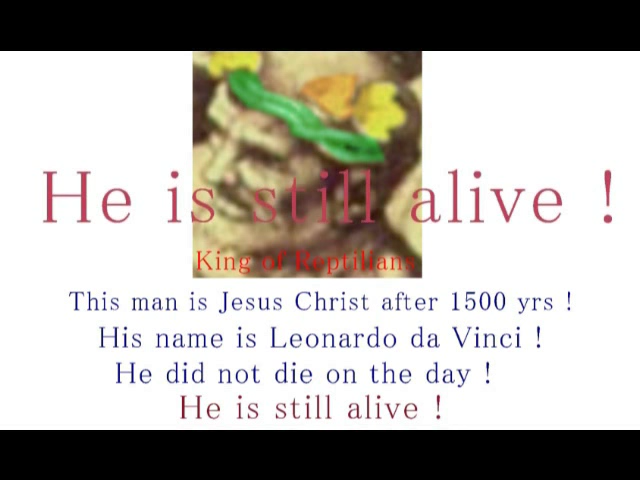 He is still alive !
King of Reptilians
This man is Jesus Christ after 1500 yrs !
His name is Leonardo da Vinci !
He did not die on the day !
He is still alive !